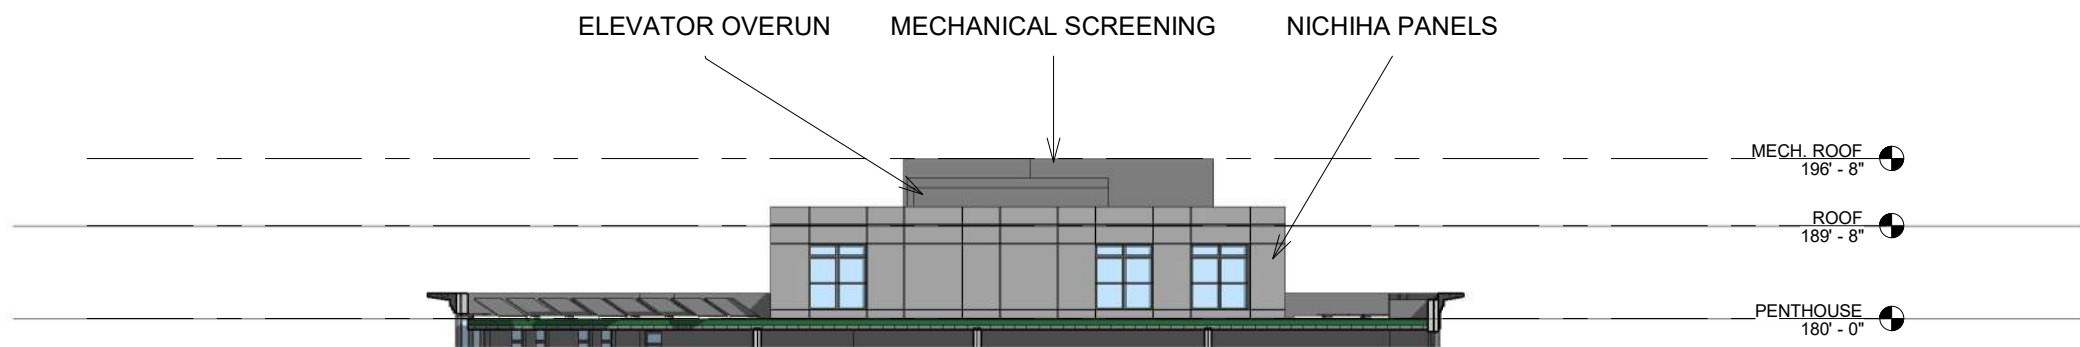 ELEVATOR OVERUN
MECHANICAL SCREENING
NICHIHA PANELS
MECH. ROOF
196' - 8"
ROOF
189' - 8"
PENTHOUSE
180' - 0"